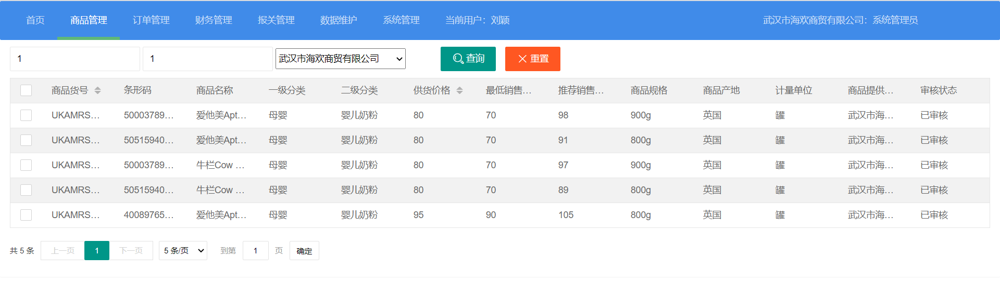 首页 商品管理 订单管理 财务管理 报关管理 数据维护 系统管理 当前用户：刘颖 武汉市海欢商贸有限公司：系统管理员
1 1 武汉市海欢商贸有限公司 查询 重置
商品货号 条形码 商品名称 一级分类 二级分类 供货价格 最低销售... 推荐销售... 商品规格 商品产地 计量单位 商品提供... 审核状态
UKAMRS... 50003789... 爱他美Apt... 母婴 婴儿奶粉 80 70 98 900g 英国 罐 武汉市海... 已审核
UKAMRS... 50515940... 爱他美Apt... 母婴 婴儿奶粉 80 70 91 800g 英国 罐 武汉市海... 已审核
UKAMRS... 50003789... 牛栏Cow ... 母婴 婴儿奶粉 80 70 97 900g 英国 罐 武汉市海... 已审核
UKAMRS... 50515940... 牛栏Cow ... 母婴 婴儿奶粉 80 70 89 800g 英国 罐 武汉市海... 已审核
UKAMRS... 40089765... 爱他美Apt... 母婴 婴儿奶粉 95 90 105 800g 英国 罐 武汉市海... 已审核
共 5 条 上一页 1 下一页 5 条/页 到第 1 页 确定